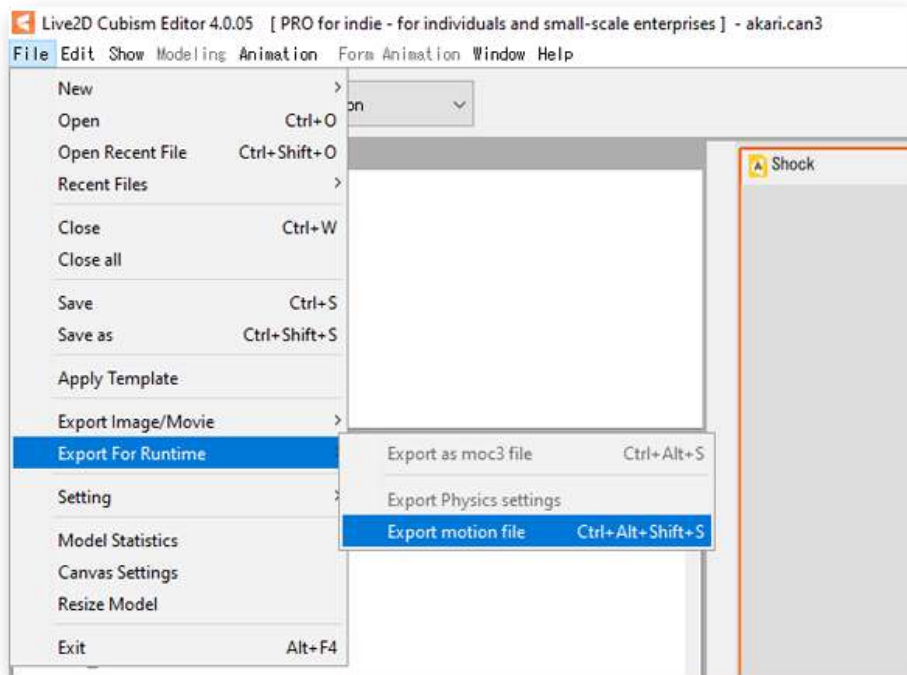 Live2D Cubism Editor 4.0.05 [ PRO for indie - for individuals and small-scale enterprises ] - akari.can3
File Edit Show Modeling Animation Form Animation Window Help
New
on
Open Ctrl+O
Open Recent File Ctrl+Shift+O
Recent Files
Shock
Close Ctrl+W
Close all
Save Ctrl+S
Save as Ctrl+Shift+S
Apply Template
Export Image/Movie
Export For Runtime
Export as moc3 file Ctrl+Alt+S
Setting
Export Physics settings
Export motion file Ctrl+Alt+Shift+S
Model Statistics
Canvas Settings
Resize Model
Exit Alt+F4